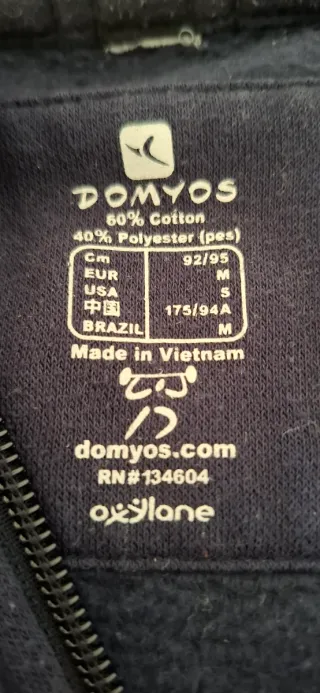 DOMYOS
60% Cotton
40% Polyester (pes)
Cm 92/95
EUR M
USA S
中国 175/94A
BRAZIL M
Made in Vietnam
domyos.com
RN#134604
oxylane